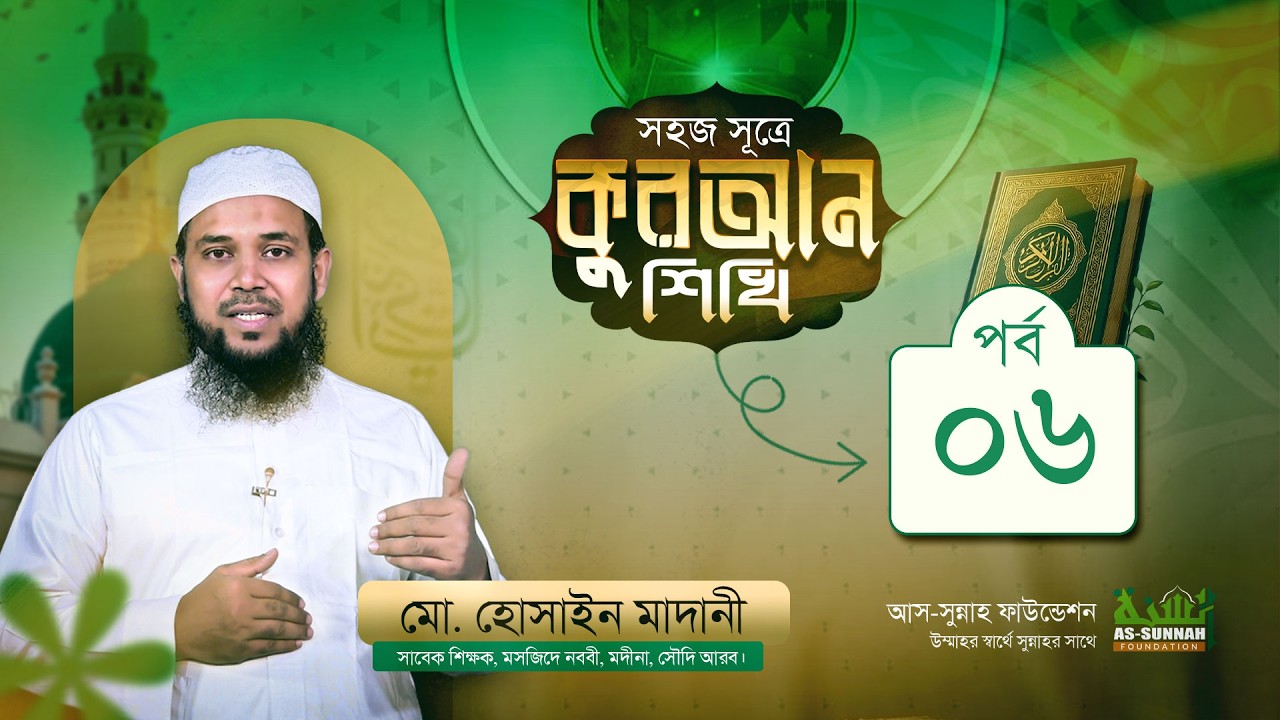 সহজ সূত্রে
কুরআন
শিখি
পর্ব
০৬
মো. হোসাইন মাদানী
সাবেক শিক্ষক, মসজিদে নববী, মদীনা, সৌদি আরব।
আস-সুন্নাহ ফাউন্ডেশন
উম্মাহর স্বার্থে সুন্নাহর সাথে
AS-SUNNAH
FOUNDATION